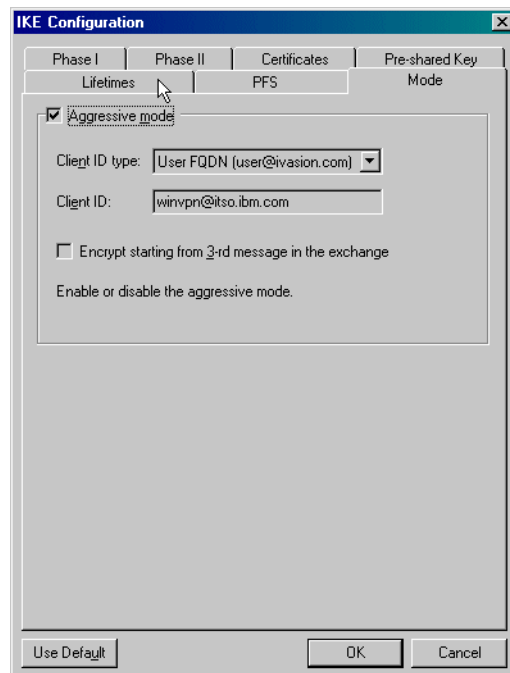 IKE Configuration
Phase I Phase II Certificates Pre-shared Key
Lifetimes PFS Mode
Aggressive mode
Client ID type: User FQDN (user@ivasion.com)
Client ID: winvpn@itso.ibm.com
Encrypt starting from 3-rd message in the exchange
Enable or disable the aggressive mode.
Use Default OK Cancel